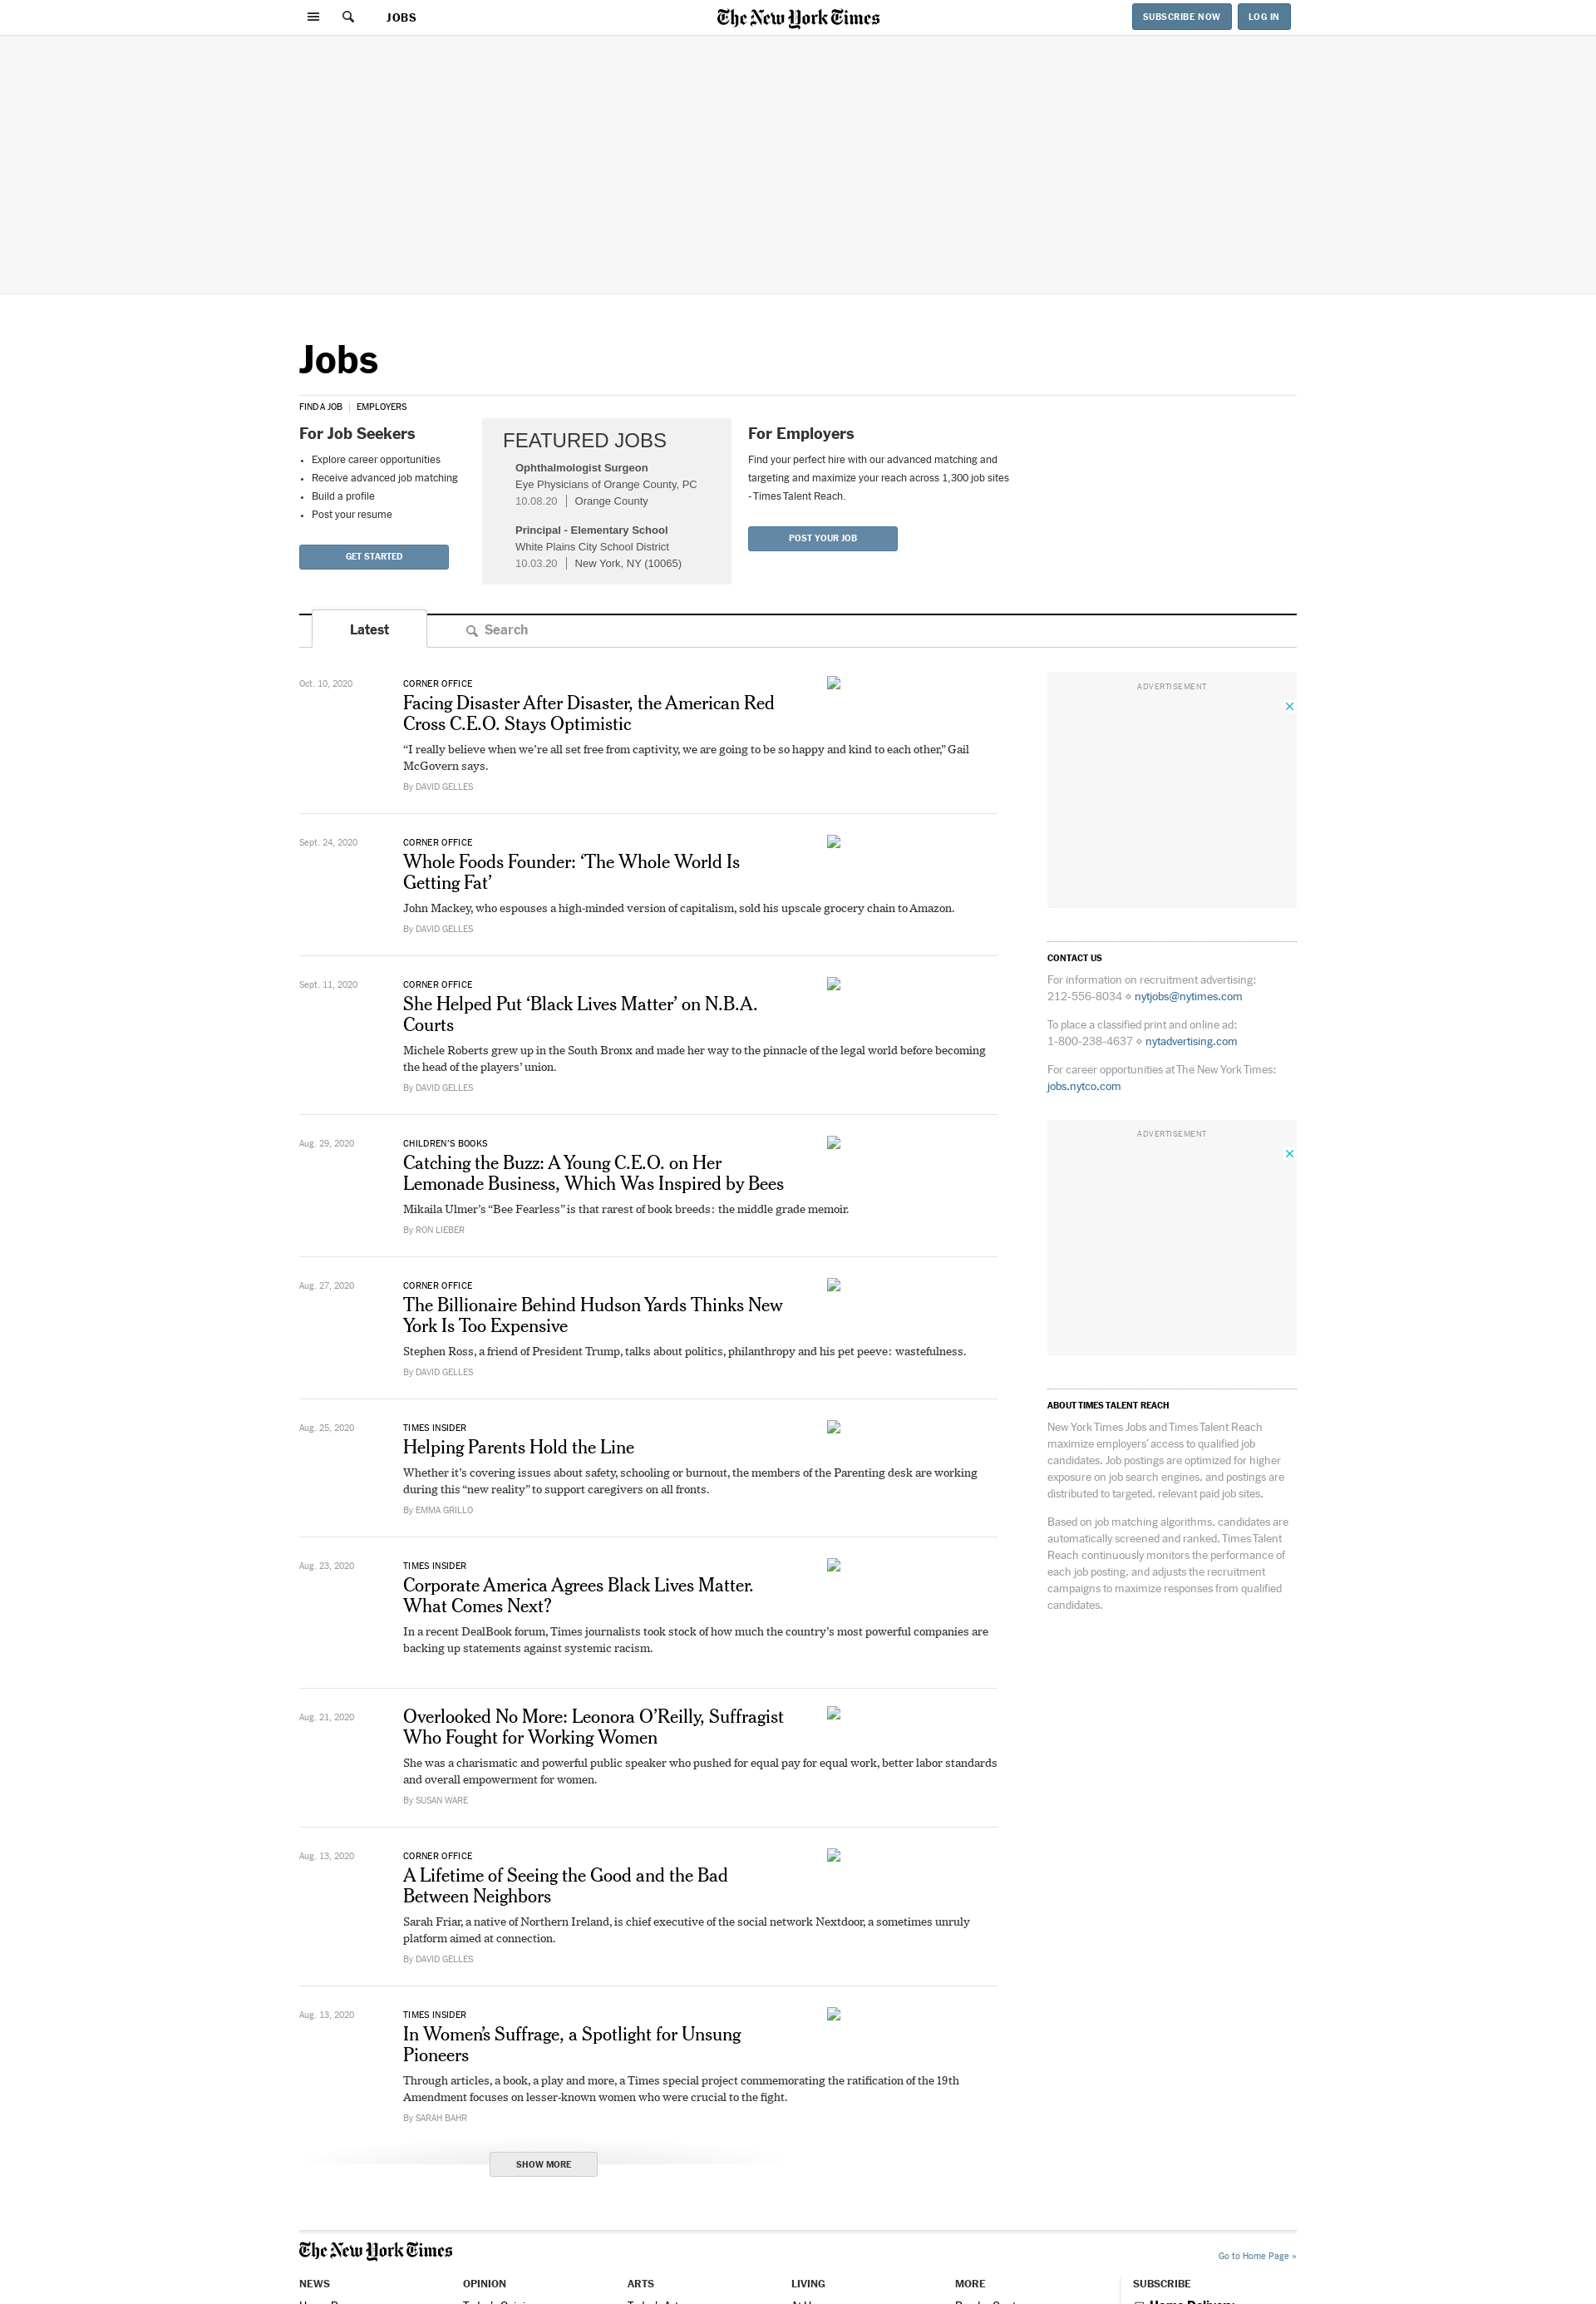 JOBS
The New York Times
SUBSCRIBE NOW
LOG IN
Jobs
FIND A JOB | EMPLOYERS
For Job Seekers
• Explore career opportunities
• Receive advanced job matching
• Build a profile
• Post your resume
GET STARTED
FEATURED JOBS
Ophthalmologist Surgeon
Eye Physicians of Orange County, PC
10.08.20 | Orange County
Principal - Elementary School
White Plains City School District
10.03.20 | New York, NY (10065)
For Employers
Find your perfect hire with our advanced matching and
targeting and maximize your reach across 1,300 job sites
- Times Talent Reach.
POST YOUR JOB
Latest
Search
Oct. 10, 2020
CORNER OFFICE
Facing Disaster After Disaster, the American Red
Cross C.E.O. Stays Optimistic
“I really believe when we’re all set free from captivity, we are going to be so happy and kind to each other,” Gail
McGovern says.
By DAVID GELLES
Sept. 24, 2020
CORNER OFFICE
Whole Foods Founder: ‘The Whole World Is
Getting Fat’
John Mackey, who espouses a high-minded version of capitalism, sold his upscale grocery chain to Amazon.
By DAVID GELLES
Sept. 11, 2020
CORNER OFFICE
She Helped Put ‘Black Lives Matter’ on N.B.A.
Courts
Michele Roberts grew up in the South Bronx and made her way to the pinnacle of the legal world before becoming
the head of the players’ union.
By DAVID GELLES
Aug. 29, 2020
CHILDREN’S BOOKS
Catching the Buzz: A Young C.E.O. on Her
Lemonade Business, Which Was Inspired by Bees
Mikaila Ulmer’s “Bee Fearless” is that rarest of book breeds: the middle grade memoir.
By RON LIEBER
Aug. 27, 2020
CORNER OFFICE
The Billionaire Behind Hudson Yards Thinks New
York Is Too Expensive
Stephen Ross, a friend of President Trump, talks about politics, philanthropy and his pet peeve: wastefulness.
By DAVID GELLES
Aug. 25, 2020
TIMES INSIDER
Helping Parents Hold the Line
Whether it’s covering issues about safety, schooling or burnout, the members of the Parenting desk are working
during this “new reality” to support caregivers on all fronts.
By EMMA GRILLO
Aug. 23, 2020
TIMES INSIDER
Corporate America Agrees Black Lives Matter.
What Comes Next?
In a recent DealBook forum, Times journalists took stock of how much the country’s most powerful companies are
backing up statements against systemic racism.
Aug. 21, 2020
Overlooked No More: Leonora O’Reilly, Suffragist
Who Fought for Working Women
She was a charismatic and powerful public speaker who pushed for equal pay for equal work, better labor standards
and overall empowerment for women.
By SUSAN WARE
Aug. 13, 2020
CORNER OFFICE
A Lifetime of Seeing the Good and the Bad
Between Neighbors
Sarah Friar, a native of Northern Ireland, is chief executive of the social network Nextdoor, a sometimes unruly
platform aimed at connection.
By DAVID GELLES
Aug. 13, 2020
TIMES INSIDER
In Women’s Suffrage, a Spotlight for Unsung
Pioneers
Through articles, a book, a play and more, a Times special project commemorating the ratification of the 19th
Amendment focuses on lesser-known women who were crucial to the fight.
By SARAH BAHR
SHOW MORE
ADVERTISEMENT
CONTACT US
For information on recruitment advertising:
212-556-8034 ⋄ nytjobs@nytimes.com
To place a classified print and online ad:
1-800-238-4637 ⋄ nytadvertising.com
For career opportunities at The New York Times:
jobs.nytco.com
ADVERTISEMENT
ABOUT TIMES TALENT REACH
New York Times Jobs and Times Talent Reach
maximize employers’ access to qualified job
candidates. Job postings are optimized for higher
exposure on job search engines, and postings are
distributed to targeted, relevant paid job sites.
Based on job matching algorithms, candidates are
automatically screened and ranked. Times Talent
Reach continuously monitors the performance of
each job posting, and adjusts the recruitment
campaigns to maximize responses from qualified
candidates.
The New York Times
Go to Home Page »
NEWS
OPINION
ARTS
LIVING
MORE
SUBSCRIBE
Home Delivery